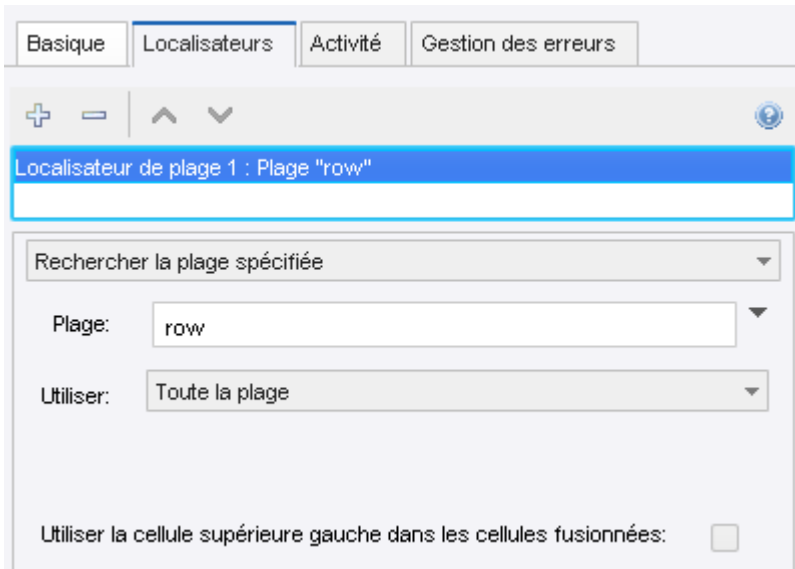 Basique Localisateurs Activité Gestion des erreurs
Localisateur de plage 1 : Plage "row"
Rechercher la plage spécifiée
Plage: row
Utiliser: Toute la plage
Utiliser la cellule supérieure gauche dans les cellules fusionnées: